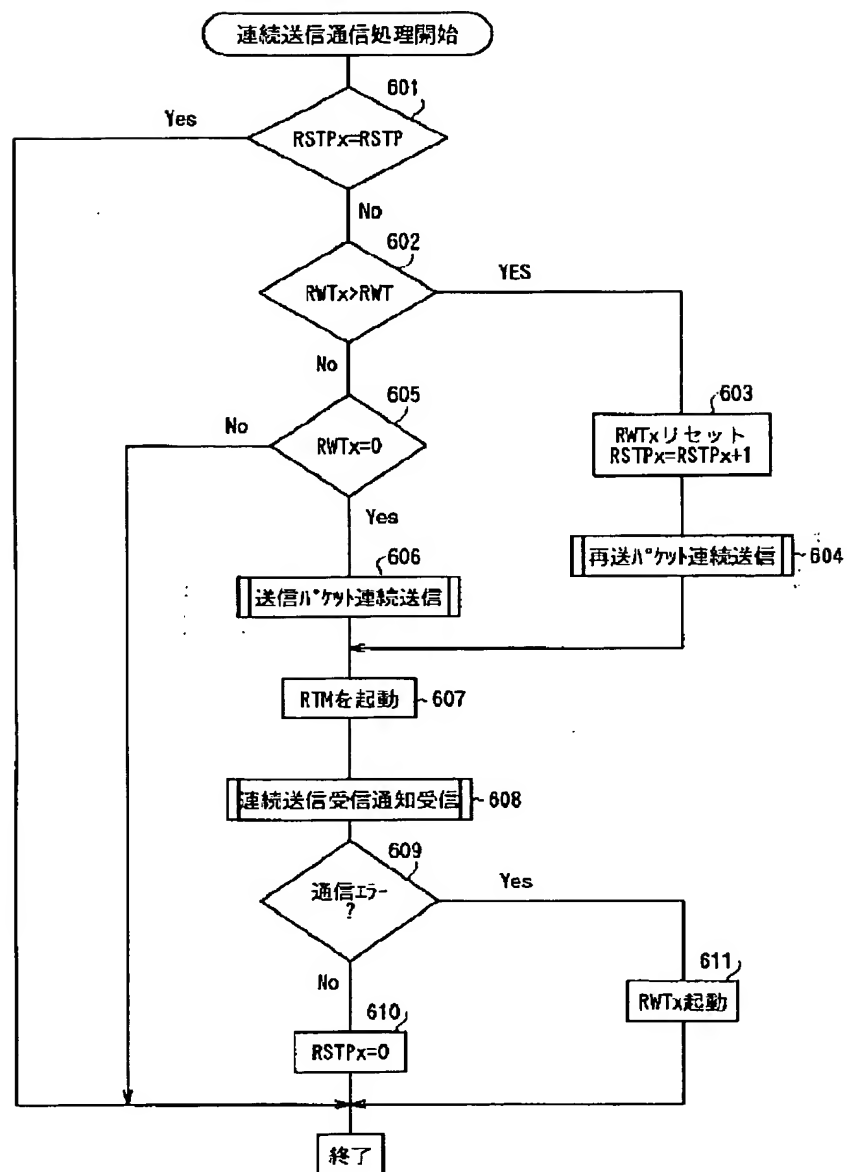 連続送信通信処理開始
601
Yes
RSTPx=RSTP
No
602
YES
RWTx>RWT
No
605
603
No
RWTx=0
RWTxリセット
RSTPx=RSTPx+1
Yes
606
再送パケット連続送信
604
送信パケット連続送信
RTMを起動
607
連続送信受信通知受信
608
609
Yes
通信エラー
?
611
No
RWTx起動
610
RSTPx=0
終了